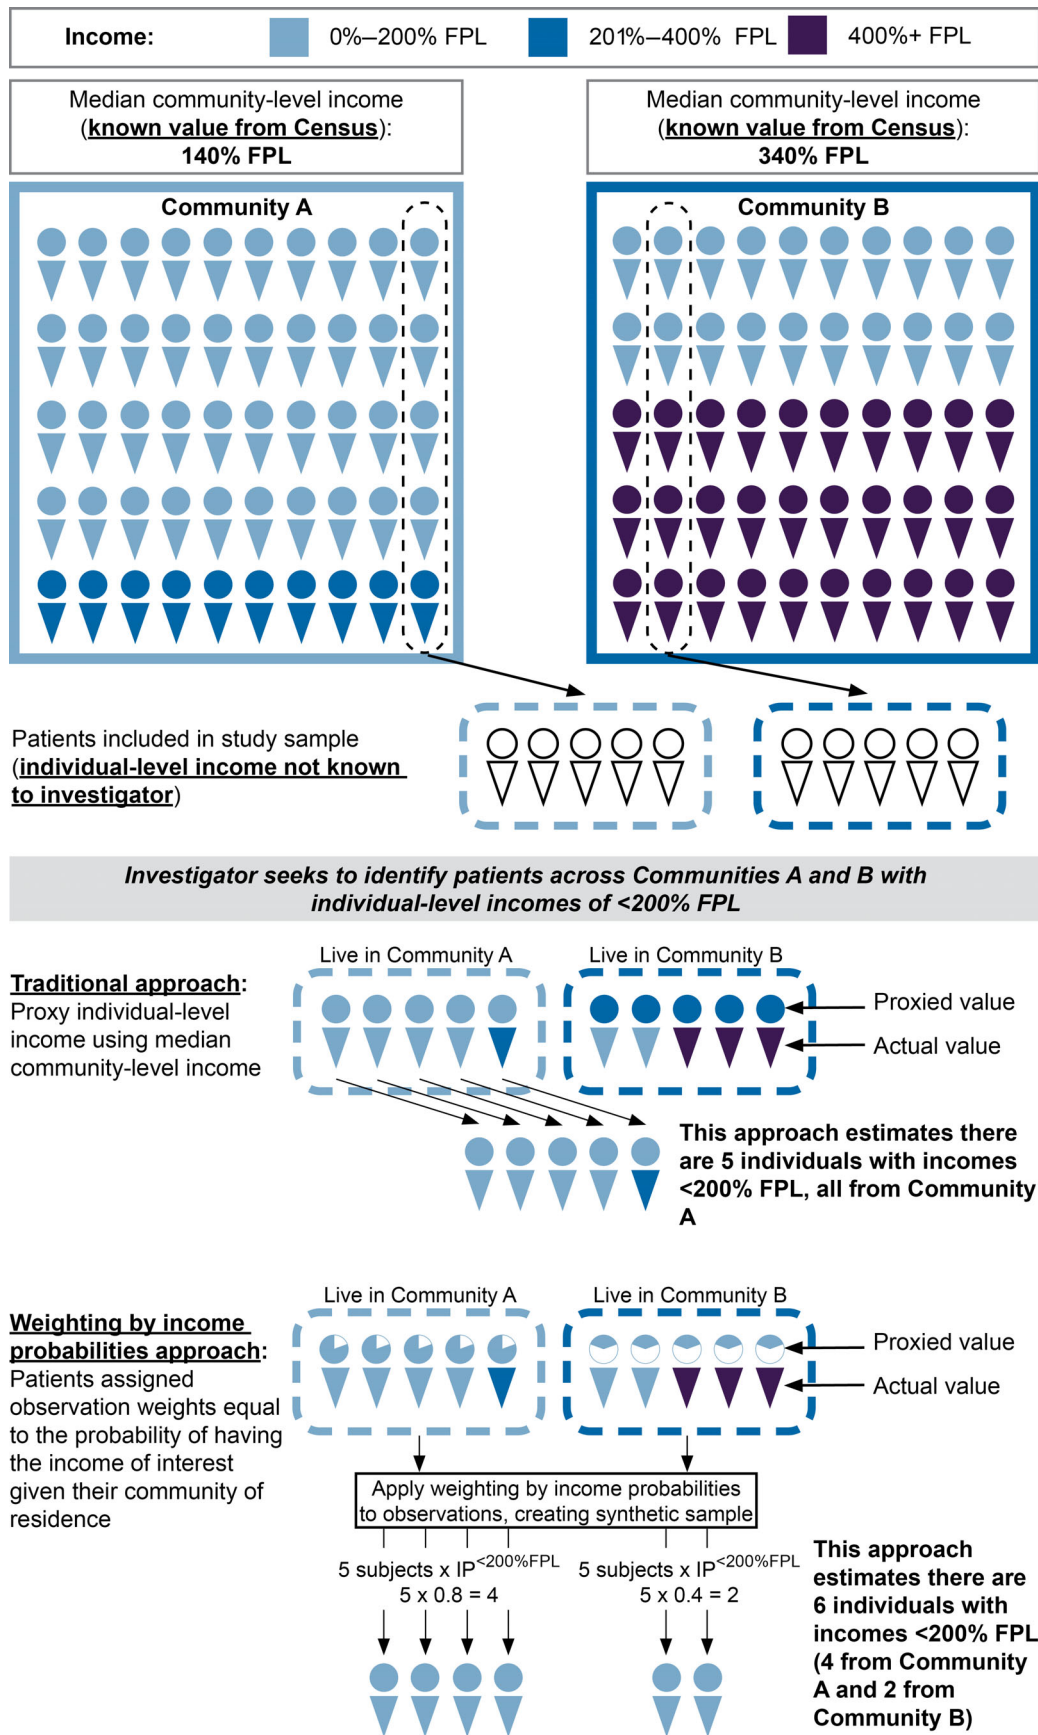 Income: 0%–200% FPL 201%–400% FPL 400%+ FPL
Median community-level income
(known value from Census):
140% FPL
Median community-level income
(known value from Census):
340% FPL
Community A
Community B
Patients included in study sample
(individual-level income not known
to investigator)
Investigator seeks to identify patients across Communities A and B with
individual-level incomes of <200% FPL
Live in Community A
Live in Community B
Traditional approach:
Proxy individual-level
income using median
community-level income
Proxied value
Actual value
This approach estimates there
are 5 individuals with incomes
<200% FPL, all from Community
A
Live in Community A
Live in Community B
Weighting by income
probabilities approach:
Patients assigned
observation weights equal
to the probability of having
the income of interest
given their community of
residence
Proxied value
Actual value
Apply weighting by income probabilities
to observations, creating synthetic sample
5 subjects x IP<200%FPL
5 x 0.8 = 4
5 subjects x IP<200%FPL
5 x 0.4 = 2
This approach
estimates there are
6 individuals with
incomes <200% FPL
(4 from Community
A and 2 from
Community B)